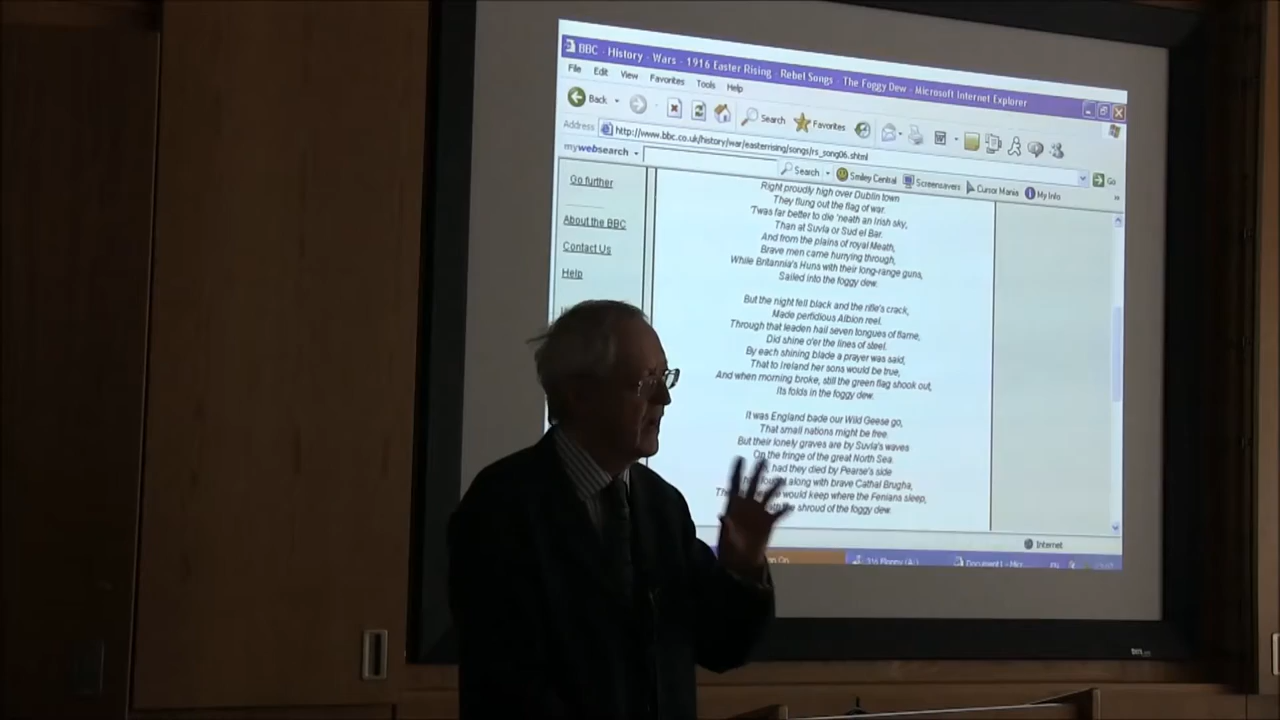 BBC - History - Wars - 1916 Easter Rising - Rebel Songs - The Foggy Dew - Microsoft Internet Explorer
File Edit View Favorites Tools Help
Back Search Favorites
Address http://www.bbc.co.uk/history/war/easterrising/songs/rs_song06.shtml Go
mywebsearch Search Smiley Central Screensavers Cursor Mania My Info
Go further
About the BBC
Contact Us
Help
Right proudly high over Dublin town
They flung out the flag of war.
'Twas far better to die 'neath an Irish sky,
Than at Suvla or Sud el Bar.
And from the plains of royal Meath,
Brave men came hurrying through,
While Britannia's Huns with their long-range guns,
Sailed into the foggy dew.
But the night fell black and the rifle's crack,
Made perfidious Albion reel.
Through that leaden hail seven tongues of flame,
Did shine o'er the lines of steel.
By each shining blade a prayer was said,
That to Ireland her sons would be true,
And when morning broke, still the green flag shook out,
Its folds in the foggy dew.
It was England bade our Wild Geese go,
That small nations might be free.
But their lonely graves are by Suvla's waves
On the fringe of the great North Sea.
had they died by Pearse's side
along with brave Cathal Brugha,
would keep where the Fenians sleep,
the shroud of the foggy dew.
Internet
On Floppy (A:) Document1 - Micr...